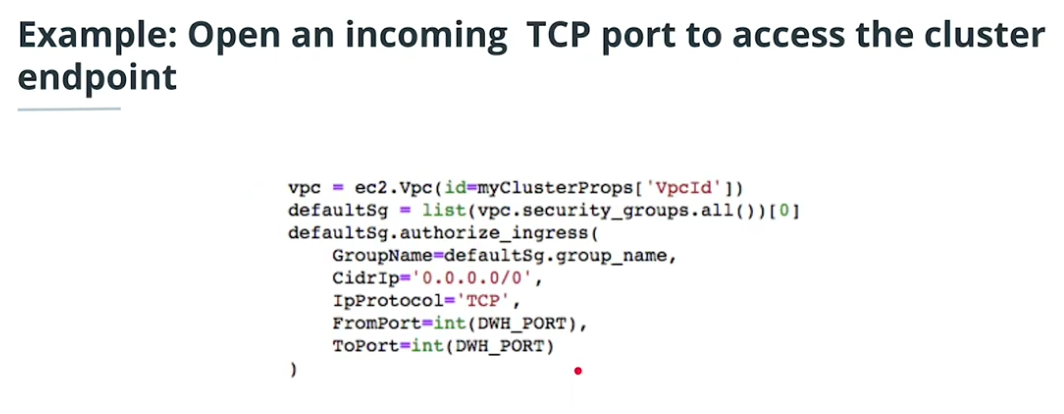 Example: Open an incoming TCP port to access the cluster
endpoint
vpc = ec2.Vpc(id=myClusterProps['VpcId'])
defaultSg = list(vpc.security_groups.all())[0]
defaultSg.authorize_ingress(
    GroupName=defaultSg.group_name,
    CidrIp='0.0.0.0/0',
    IpProtocol='TCP',
    FromPort=int(DWH_PORT),
    ToPort=int(DWH_PORT)
)